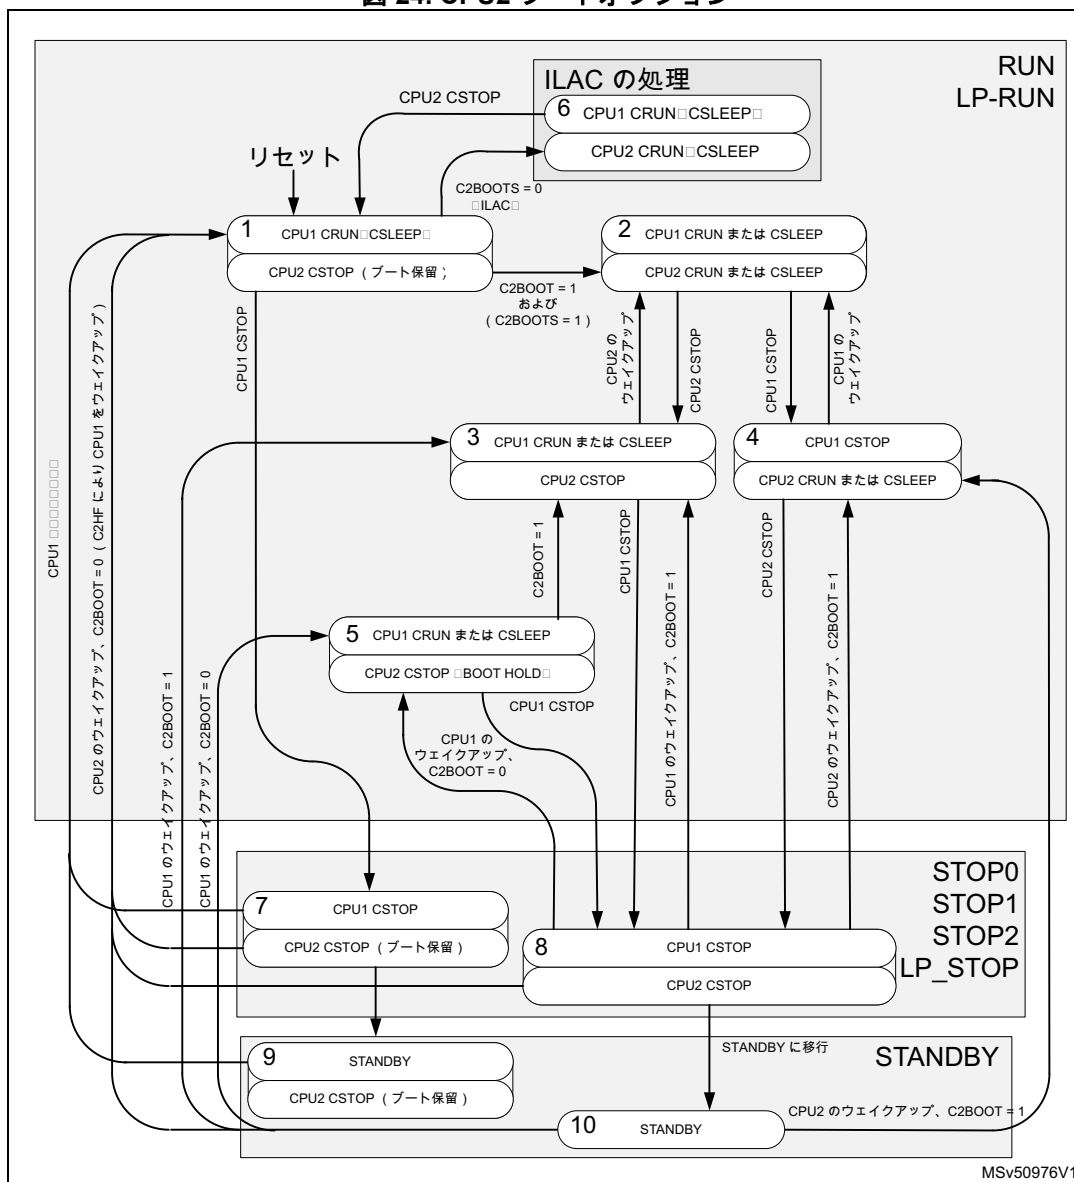 図 24. CPU2 ブートオプション
RUN
LP-RUN
ILAC の処理
6 CPU1 CRUN□CSLEEP□
CPU2 CRUN□CSLEEP
CPU2 CSTOP
リセット
C2BOOTS = 0
□ILAC□
1 CPU1 CRUN□CSLEEP□
CPU2 CSTOP（ブート保留；
2 CPU1 CRUN または CSLEEP
CPU2 CRUN または CSLEEP
C2BOOT = 1
および
（C2BOOTS = 1）
CPU1 CSTOP
CPU2 の
ウェイクアップ
CPU2 CSTOP
CPU1 CSTOP
CPU1 の
ウェイクアップ
3 CPU1 CRUN または CSLEEP
CPU2 CSTOP
4 CPU1 CSTOP
CPU2 CRUN または CSLEEP
CPU1 □□□□□□□□
CPU2 のウェイクアップ、C2BOOT = 0（C2HF により CPU1 をウェイクアップ）
CPU1 のウェイクアップ、C2BOOT = 1
CPU1 のウェイクアップ、C2BOOT = 0
C2BOOT = 1
CPU1 CSTOP
CPU1 のウェイクアップ、C2BOOT = 1
CPU2 CSTOP
CPU2 のウェイクアップ、C2BOOT = 1
5 CPU1 CRUN または CSLEEP
CPU2 CSTOP □BOOT HOLD□
CPU1 CSTOP
CPU1 の
ウェイクアップ、
C2BOOT = 0
STOP0
STOP1
STOP2
LP_STOP
7 CPU1 CSTOP
CPU2 CSTOP（ブート保留）
8 CPU1 CSTOP
CPU2 CSTOP
STANDBY に移行
STANDBY
9 STANDBY
CPU2 CSTOP（ブート保留）
10 STANDBY
CPU2 のウェイクアップ、C2BOOT = 1
MSv50976V1